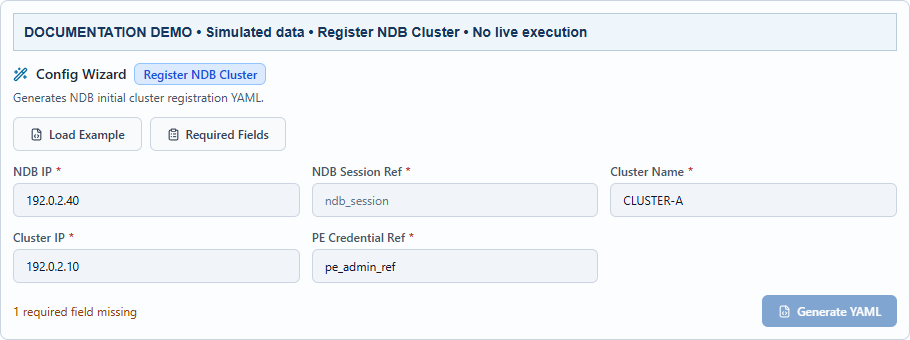 DOCUMENTATION DEMO • Simulated data • Register NDB Cluster • No live execution
Config Wizard Register NDB Cluster
Generates NDB initial cluster registration YAML.
Load Example Required Fields
NDB IP * NDB Session Ref * Cluster Name *
192.0.2.40 ndb_session CLUSTER-A
Cluster IP * PE Credential Ref *
192.0.2.10 pe_admin_ref
1 required field missing Generate YAML